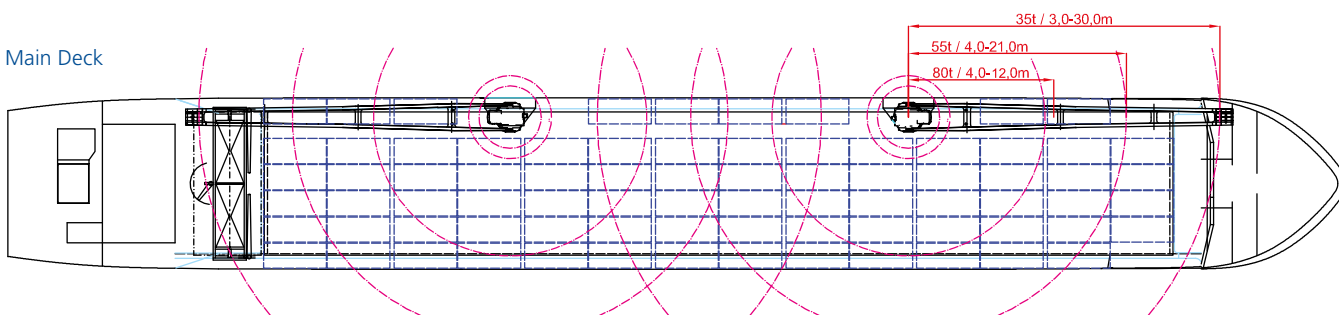 35t / 3,0-30,0m
Main Deck
55t / 4,0-21,0m
80t / 4,0-12,0m